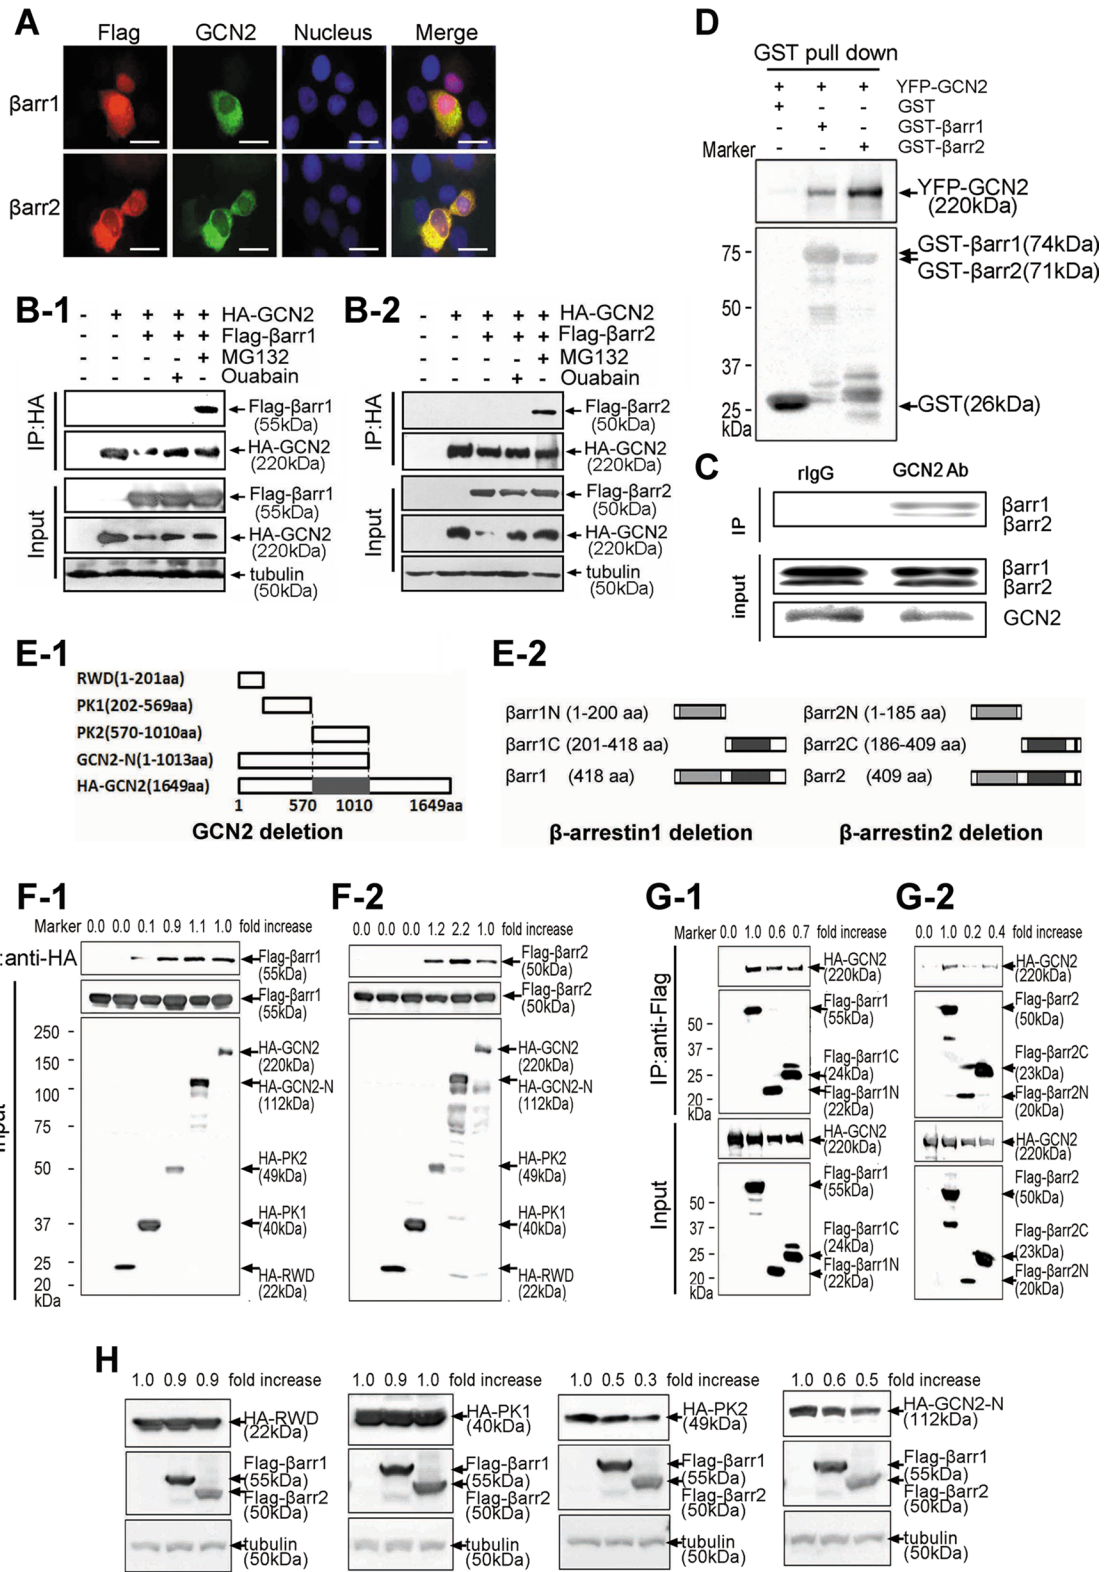 A
Flag GCN2 Nucleus Merge
βarr1
βarr2
B-1
- + + + + HA-GCN2
- - + + + Flag-βarr1
- - - - + MG132
- - - + - Ouabain
IP:HA
Flag-βarr1
(55kDa)
HA-GCN2
(220kDa)
Input
Flag-βarr1
(55kDa)
HA-GCN2
(220kDa)
tubulin
(50kDa)
B-2
- + + + + HA-GCN2
- - + + + Flag-βarr2
- - - - + MG132
- - - + - Ouabain
IP:HA
Flag-βarr2
(50kDa)
HA-GCN2
(220kDa)
Input
Flag-βarr2
(50kDa)
HA-GCN2
(220kDa)
tubulin
(50kDa)
D
GST pull down
+ + + YFP-GCN2
+ - - GST
- + - GST-βarr1
- - + GST-βarr2
Marker
YFP-GCN2
(220kDa)
75 -
GST-βarr1(74kDa)
GST-βarr2(71kDa)
50 -
37 -
25 -
kDa
GST(26kDa)
C
rIgG GCN2 Ab
IP
βarr1
βarr2
input
βarr1
βarr2
GCN2
E-1
RWD(1-201aa)
PK1(202-569aa)
PK2(570-1010aa)
GCN2-N(1-1013aa)
HA-GCN2(1649aa)
1 570 1010 1649aa
GCN2 deletion
E-2
βarr1N (1-200 aa)
βarr1C (201-418 aa)
βarr1 (418 aa)
β-arrestin1 deletion
βarr2N (1-185 aa)
βarr2C (186-409 aa)
βarr2 (409 aa)
β-arrestin2 deletion
F-1
Marker 0.0 0.0 0.1 0.9 1.1 1.0 fold increase
:anti-HA
Flag-βarr1
(55kDa)
Flag-βarr1
(55kDa)
Input
250 -
150 -
100 -
75 -
50 -
37 -
25 -
20 -
kDa
HA-GCN2
(220kDa)
HA-GCN2-N
(112kDa)
HA-PK2
(49kDa)
HA-PK1
(40kDa)
HA-RWD
(22kDa)
F-2
0.0 0.0 0.0 1.2 2.2 1.0 fold increase
Flag-βarr2
(50kDa)
Flag-βarr2
(50kDa)
HA-GCN2
(220kDa)
HA-GCN2-N
(112kDa)
HA-PK2
(49kDa)
HA-PK1
(40kDa)
HA-RWD
(22kDa)
G-1
Marker 0.0 1.0 0.6 0.7 fold increase
IP:anti-Flag
HA-GCN2
(220kDa)
Flag-βarr1
(55kDa)
50 -
37 -
25 -
20 -
kDa
Flag-βarr1C
(24kDa)
Flag-βarr1N
(22kDa)
Input
HA-GCN2
(220kDa)
Flag-βarr1
(55kDa)
50 -
37 -
25 -
20 -
kDa
Flag-βarr1C
(24kDa)
Flag-βarr1N
(22kDa)
G-2
0.0 1.0 0.2 0.4 fold increase
HA-GCN2
(220kDa)
Flag-βarr2
(50kDa)
Flag-βarr2C
(23kDa)
Flag-βarr2N
(20kDa)
HA-GCN2
(220kDa)
Flag-βarr2
(50kDa)
Flag-βarr2C
(23kDa)
Flag-βarr2N
(20kDa)
H
1.0 0.9 0.9 fold increase
HA-RWD
(22kDa)
Flag-βarr1
(55kDa)
Flag-βarr2
(50kDa)
tubulin
(50kDa)
1.0 0.9 1.0 fold increase
HA-PK1
(40kDa)
Flag-βarr1
(55kDa)
Flag-βarr2
(50kDa)
tubulin
(50kDa)
1.0 0.5 0.3 fold increase
HA-PK2
(49kDa)
Flag-βarr1
(55kDa)
Flag-βarr2
(50kDa)
tubulin
(50kDa)
1.0 0.6 0.5 fold increase
HA-GCN2-N
(112kDa)
Flag-βarr1
(55kDa)
Flag-βarr2
(50kDa)
tubulin
(50kDa)